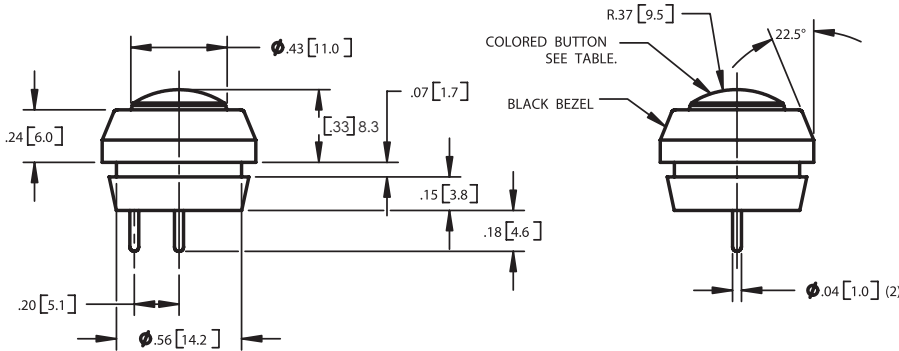 R.37 [9.5]
Ø.43 [11.0]
22.5°
COLORED BUTTON
SEE TABLE.
.07 [1.7]
BLACK BEZEL
.24 [6.0]
[.33] 8.3
.15 [3.8]
.18 [4.6]
Ø.04 [1.0] (2)
.20 [5.1]
Ø.56 [14.2]